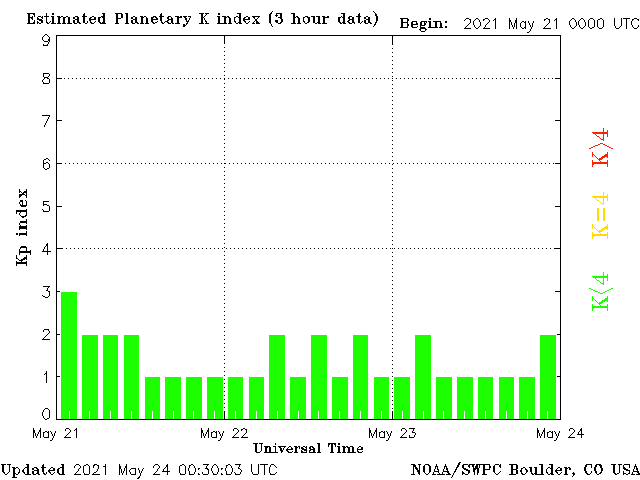 Estimated Planetary K index (3 hour data)
Begin: 2021 May 21 0000 UTC
9
8
7
6
5
4
3
2
1
0
Kp index
K>4
K=4
K<4
May 21
May 22
May 23
May 24
Universal Time
Updated 2021 May 24 00:30:03 UTC
NOAA/SWPC Boulder, CO USA